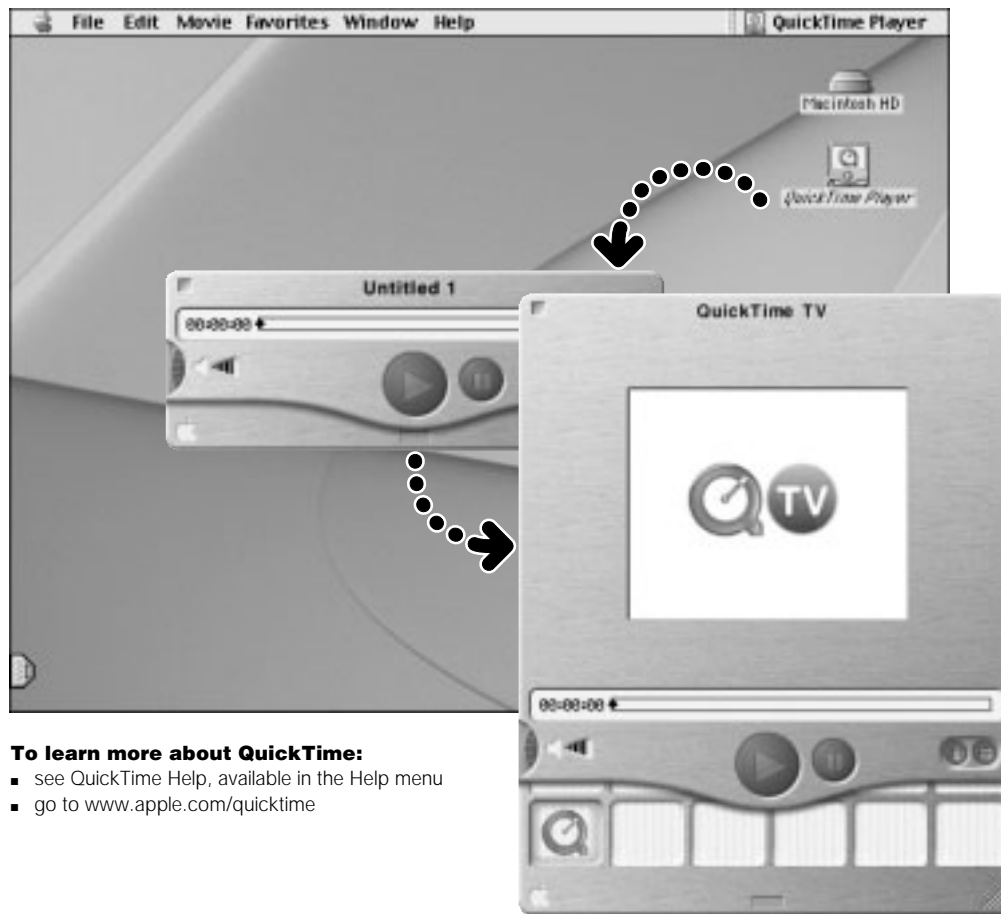 File Edit Movie Favorites Window Help QuickTime Player
Macintosh HD
QuickTime Player
Untitled 1
00:00:00
QuickTime TV
TV
00:00:00
To learn more about QuickTime:
▪ see QuickTime Help, available in the Help menu
▪ go to www.apple.com/quicktime